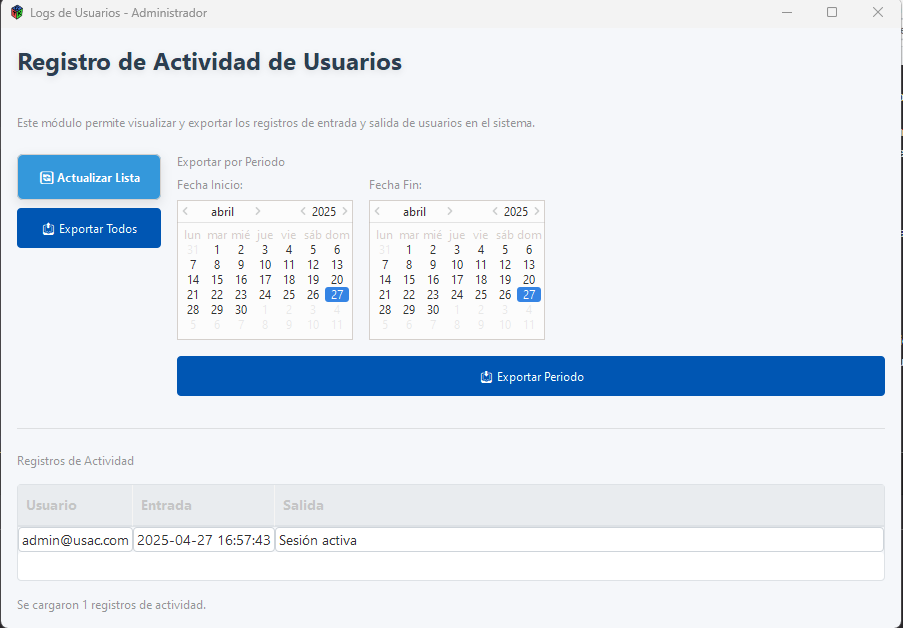 Logs de Usuarios - Administrador
Registro de Actividad de Usuarios
Este módulo permite visualizar y exportar los registros de entrada y salida de usuarios en el sistema.
Actualizar Lista
Exportar Todos
Exportar por Periodo
Fecha Inicio:
abril 2025
lun mar mié jue vie sáb dom
31 1 2 3 4 5 6
7 8 9 10 11 12 13
14 15 16 17 18 19 20
21 22 23 24 25 26 27
28 29 30 1 2 3 4
5 6 7 8 9 10 11
Fecha Fin:
abril 2025
lun mar mié jue vie sáb dom
31 1 2 3 4 5 6
7 8 9 10 11 12 13
14 15 16 17 18 19 20
21 22 23 24 25 26 27
28 29 30 1 2 3 4
5 6 7 8 9 10 11
Exportar Periodo
Registros de Actividad
Usuario Entrada Salida
admin@usac.com 2025-04-27 16:57:43 Sesión activa
Se cargaron 1 registros de actividad.